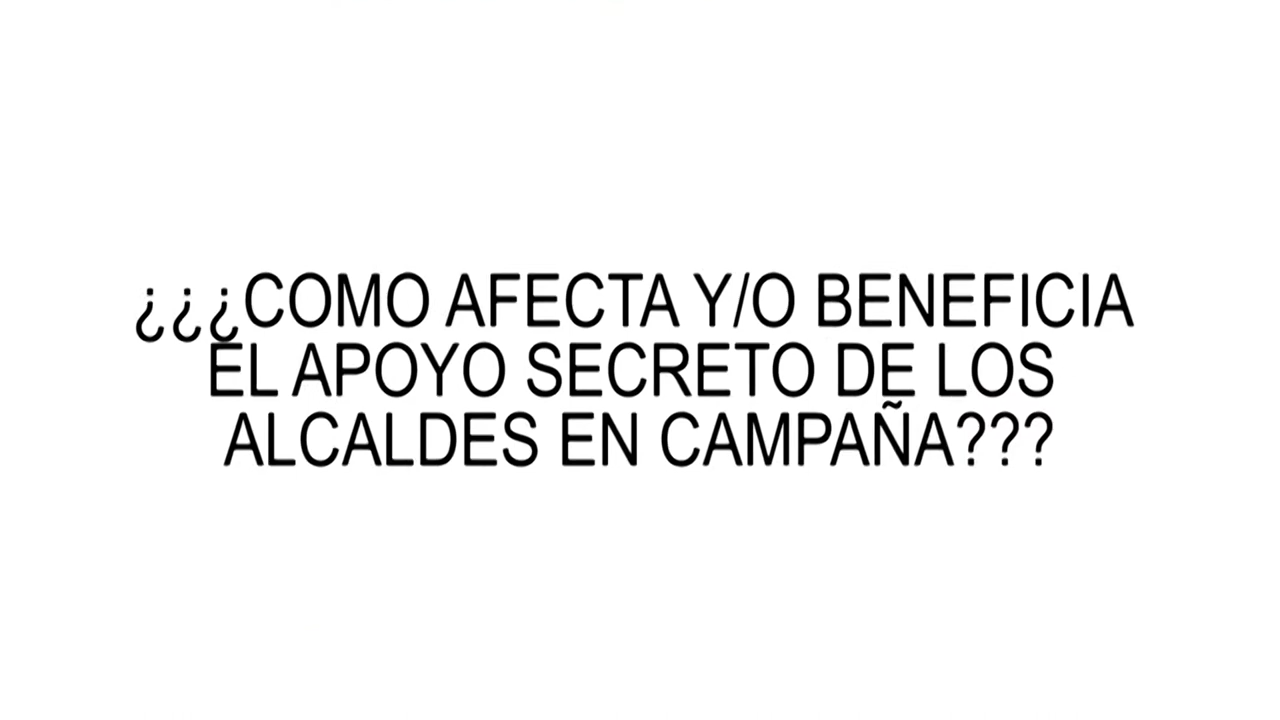 ¿¿¿COMO AFECTA Y/O BENEFICIA
EL APOYO SECRETO DE LOS
ALCALDES EN CAMPAÑA???